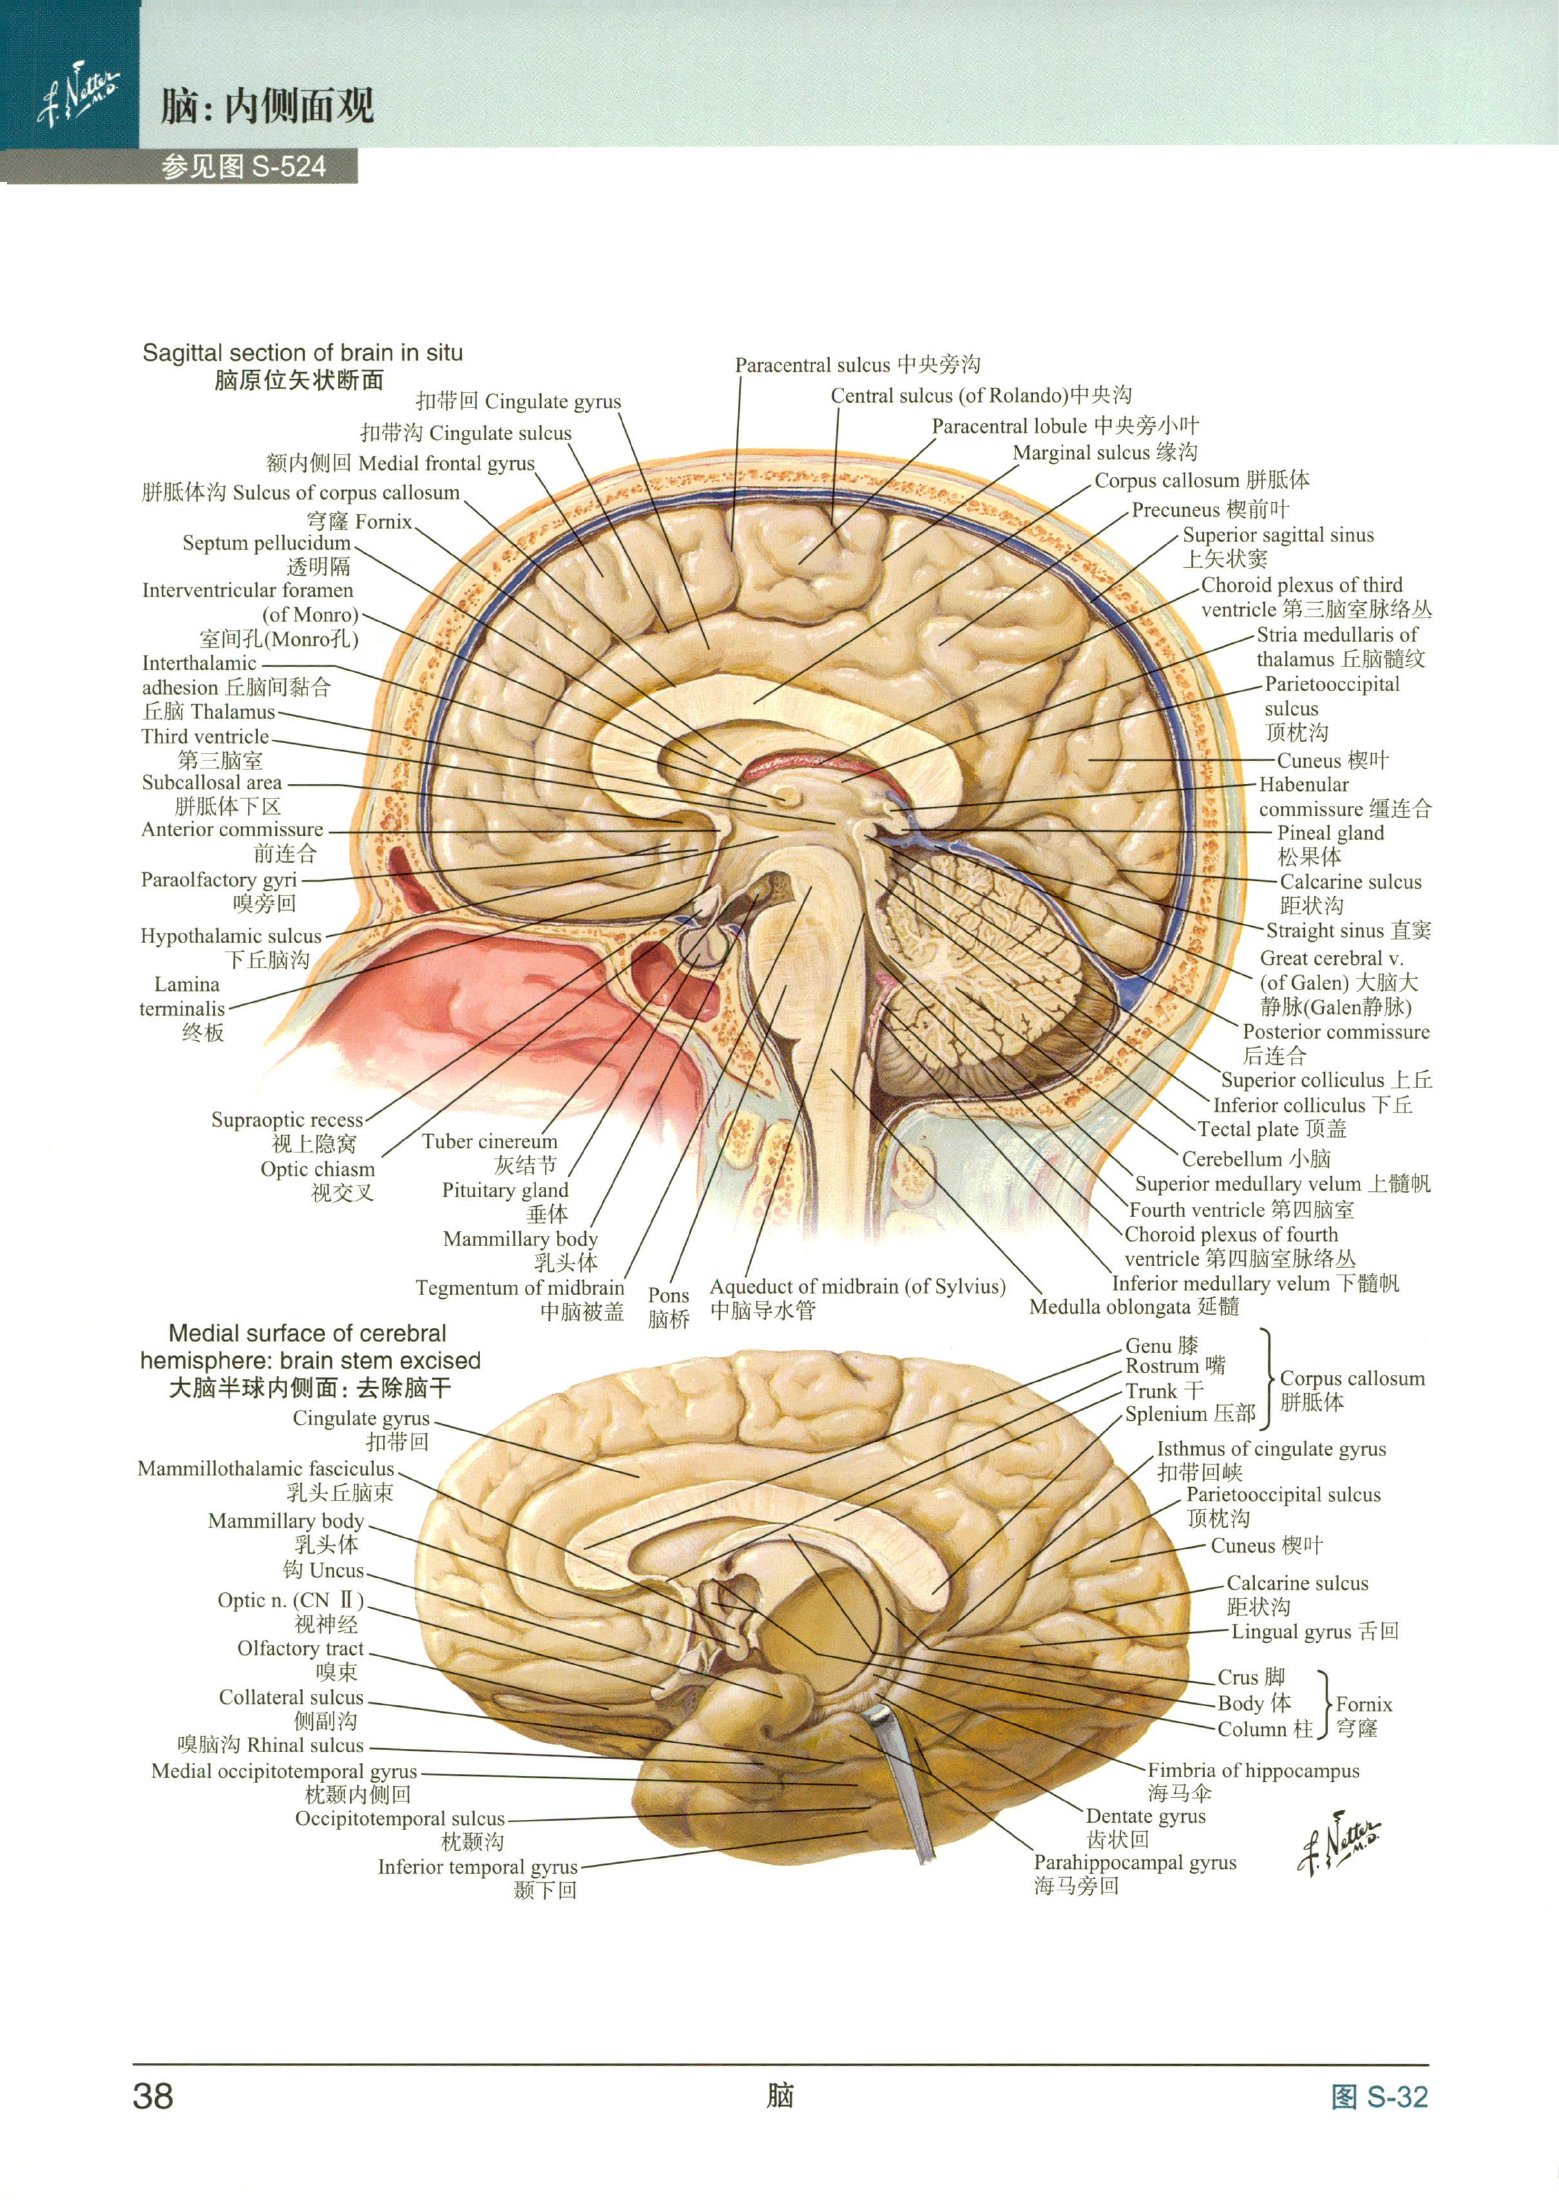 F. Netter M.D.
脑：内侧面观
参见图 S-524
Sagittal section of brain in situ
脑原位矢状断面
扣带回 Cingulate gyrus
扣带沟 Cingulate sulcus
额内侧回 Medial frontal gyrus
胼胝体沟 Sulcus of corpus callosum
穹窿 Fornix
Septum pellucidum
透明隔
Interventricular foramen
(of Monro)
室间孔(Monro孔)
Interthalamic
adhesion 丘脑间黏合
丘脑 Thalamus
Third ventricle
第三脑室
Subcallosal area
胼胝体下区
Anterior commissure
前连合
Paraolfactory gyri
嗅旁回
Hypothalamic sulcus
下丘脑沟
Lamina
terminalis
终板
Supraoptic recess
视上隐窝
Optic chiasm
视交叉
Tuber cinereum
灰结节
Pituitary gland
垂体
Mammillary body
乳头体
Tegmentum of midbrain
中脑被盖
Pons
脑桥
Aqueduct of midbrain (of Sylvius)
中脑导水管
Paracentral sulcus 中央旁沟
Central sulcus (of Rolando)中央沟
Paracentral lobule 中央旁小叶
Marginal sulcus 缘沟
Corpus callosum 胼胝体
Precuneus 楔前叶
Superior sagittal sinus
上矢状窦
Choroid plexus of third
ventricle 第三脑室脉络丛
Stria medullaris of
thalamus 丘脑髓纹
Parietooccipital
sulcus
顶枕沟
Cuneus 楔叶
Habenular
commissure 缰连合
Pineal gland
松果体
Calcarine sulcus
距状沟
Straight sinus 直窦
Great cerebral v.
(of Galen) 大脑大
静脉(Galen静脉)
Posterior commissure
后连合
Superior colliculus 上丘
Inferior colliculus 下丘
Tectal plate 顶盖
Cerebellum 小脑
Superior medullary velum 上髓帆
Fourth ventricle 第四脑室
Choroid plexus of fourth
ventricle 第四脑室脉络丛
Inferior medullary velum 下髓帆
Medulla oblongata 延髓
Medial surface of cerebral
hemisphere: brain stem excised
大脑半球内侧面：去除脑干
Cingulate gyrus
扣带回
Mammillothalamic fasciculus
乳头丘脑束
Mammillary body
乳头体
钩 Uncus
Optic n. (CN Ⅱ)
视神经
Olfactory tract
嗅束
Collateral sulcus
侧副沟
嗅脑沟 Rhinal sulcus
Medial occipitotemporal gyrus
枕颞内侧回
Occipitotemporal sulcus
枕颞沟
Inferior temporal gyrus
颞下回
Genu 膝
Rostrum 嘴
Trunk 干
Splenium 压部
Corpus callosum
胼胝体
Isthmus of cingulate gyrus
扣带回峡
Parietooccipital sulcus
顶枕沟
Cuneus 楔叶
Calcarine sulcus
距状沟
Lingual gyrus 舌回
Crus 脚
Body 体
Column 柱
Fornix
穹窿
Fimbria of hippocampus
海马伞
Dentate gyrus
齿状回
Parahippocampal gyrus
海马旁回
F. Netter M.D.
38
脑
图 S-32